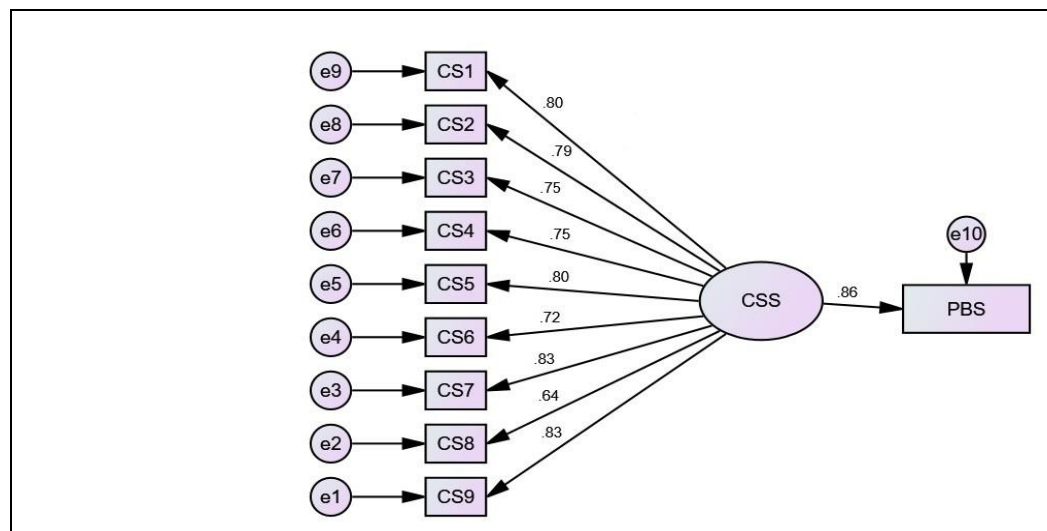 e9 CS1
.80
e8 CS2
.79
e7 CS3
.75
e6 CS4
.75
e10
e5 CS5
.80
CSS
.86
PBS
e4 CS6
.72
e3 CS7
.83
e2 CS8
.64
e1 CS9
.83